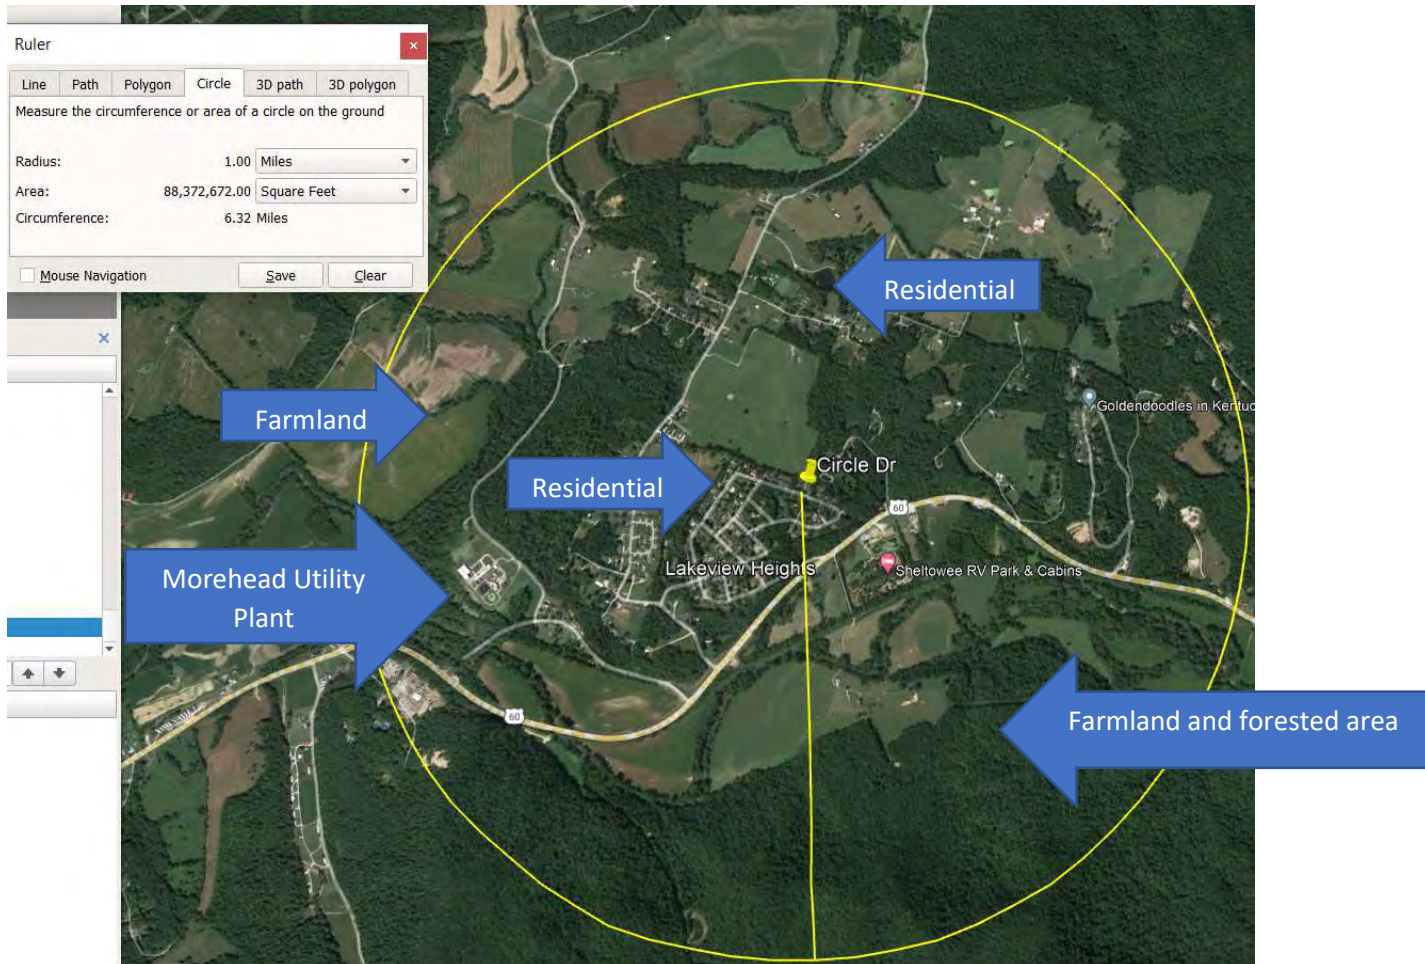 Ruler
Line Path Polygon Circle 3D path 3D polygon
Measure the circumference or area of a circle on the ground
Radius: 1.00 Miles
Area: 88,372,672.00 Square Feet
Circumference: 6.32 Miles
Mouse Navigation Save Clear
Residential
Farmland
Goldendoodles in Kentuc
Circle Dr
Residential
60
Lakeview Heights
Sheltowee RV Park & Cabins
Morehead Utility
Plant
60
Farmland and forested area